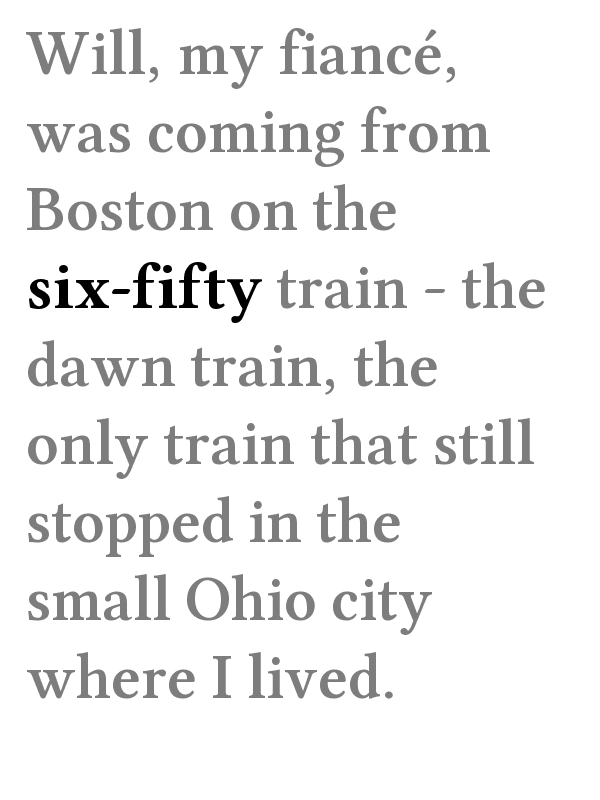 Will, my fiancé,
was coming from
Boston on the
six-fifty train - the
dawn train, the
only train that still
stopped in the
small Ohio city
where I lived.